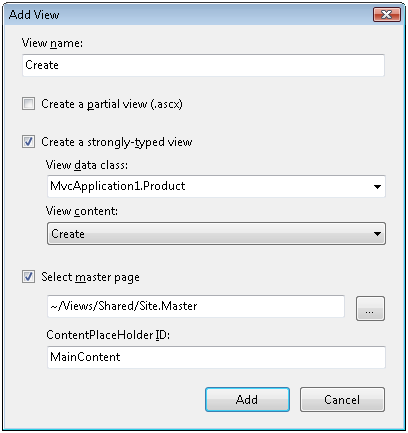 Add View
View name:
Create
Create a partial view (.ascx)
Create a strongly-typed view
View data class:
MvcApplication1.Product
View content:
Create
Select master page
~/Views/Shared/Site.Master
...
ContentPlaceHolder ID:
MainContent
Add Cancel